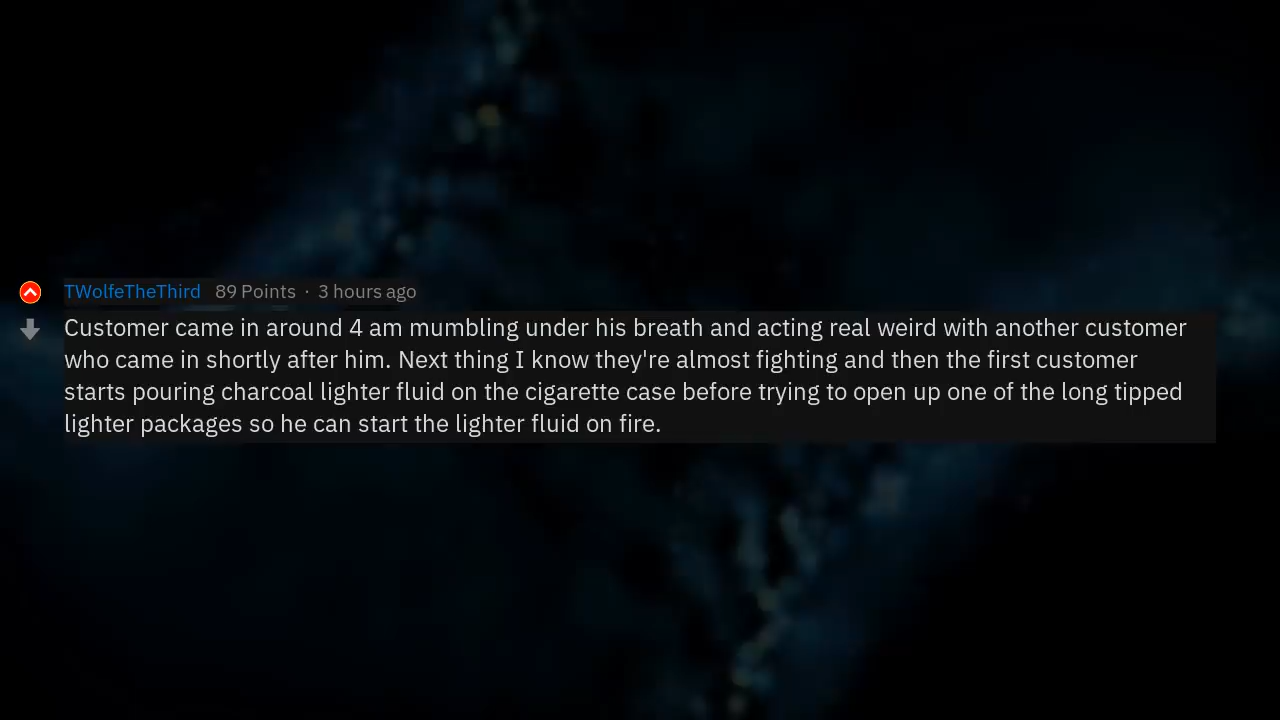 TWolfeTheThird 89 Points · 3 hours ago
Customer came in around 4 am mumbling under his breath and acting real weird with another customer
who came in shortly after him. Next thing I know they're almost fighting and then the first customer
starts pouring charcoal lighter fluid on the cigarette case before trying to open up one of the long tipped
lighter packages so he can start the lighter fluid on fire.